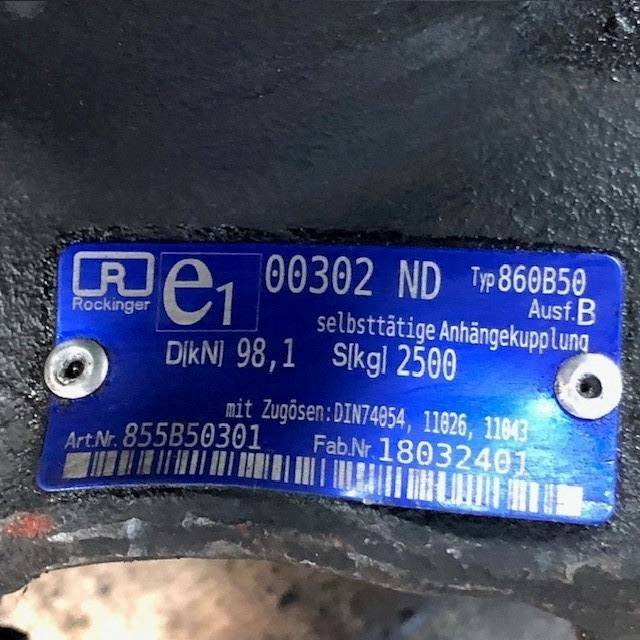 R
Rockinger
e1
00302 ND
Typ 860B50
Ausf. B
selbsttätige Anhängekupplung
D[kN] 98,1 S[kg] 2500
mit Zugösen: DIN74054, 11026, 11043
Art.Nr. 855B50301 Fab.Nr. 18032401